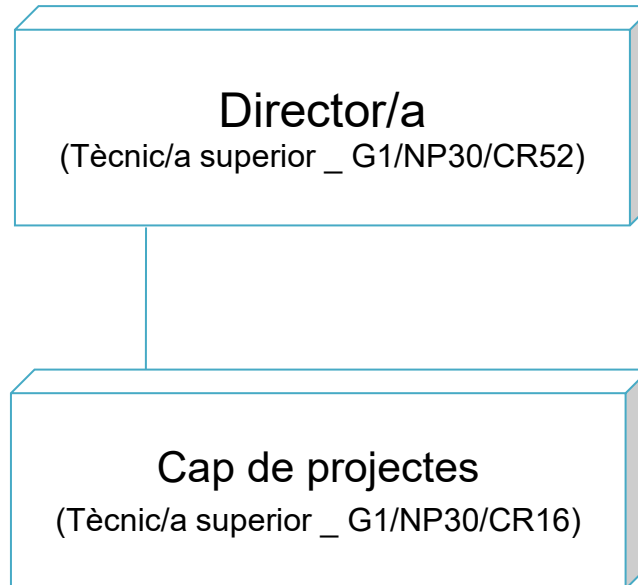 Director/a
(Tècnic/a superior _ G1/NP30/CR52)
Cap de projectes
(Tècnic/a superior _ G1/NP30/CR16)